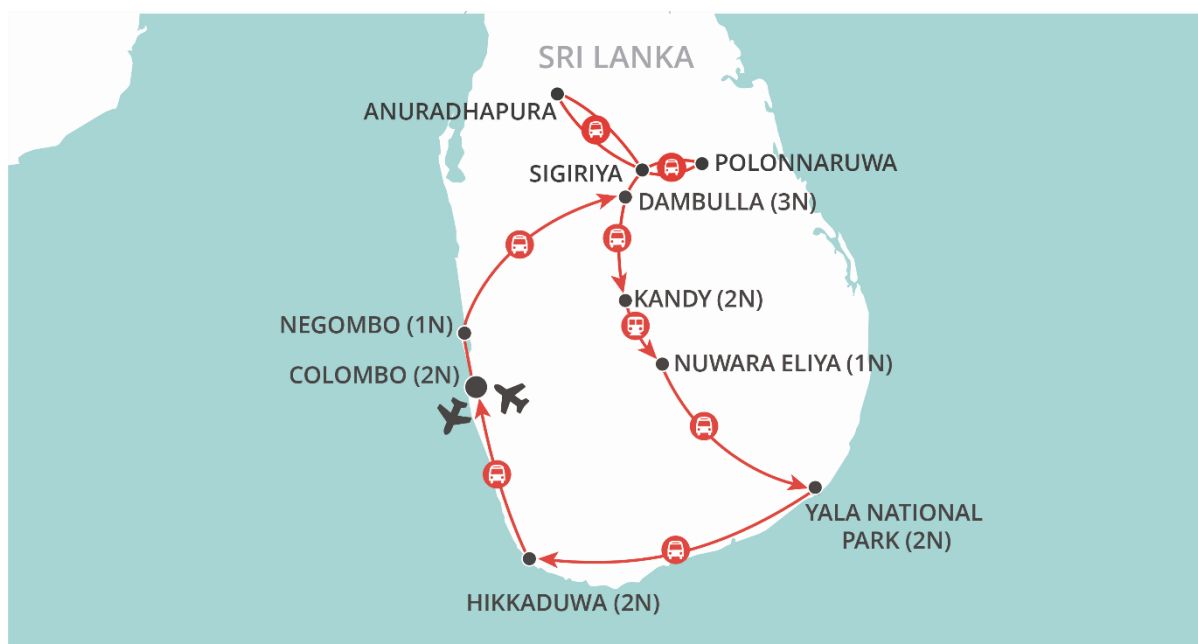 SRI LANKA
ANURADHAPURA
SIGIRIYA
POLONNARUWA
DAMBULLA (3N)
KANDY (2N)
NEGOMBO (1N)
NUWARA ELIYA (1N)
COLOMBO (2N)
YALA NATIONAL
PARK (2N)
HIKKADUWA (2N)